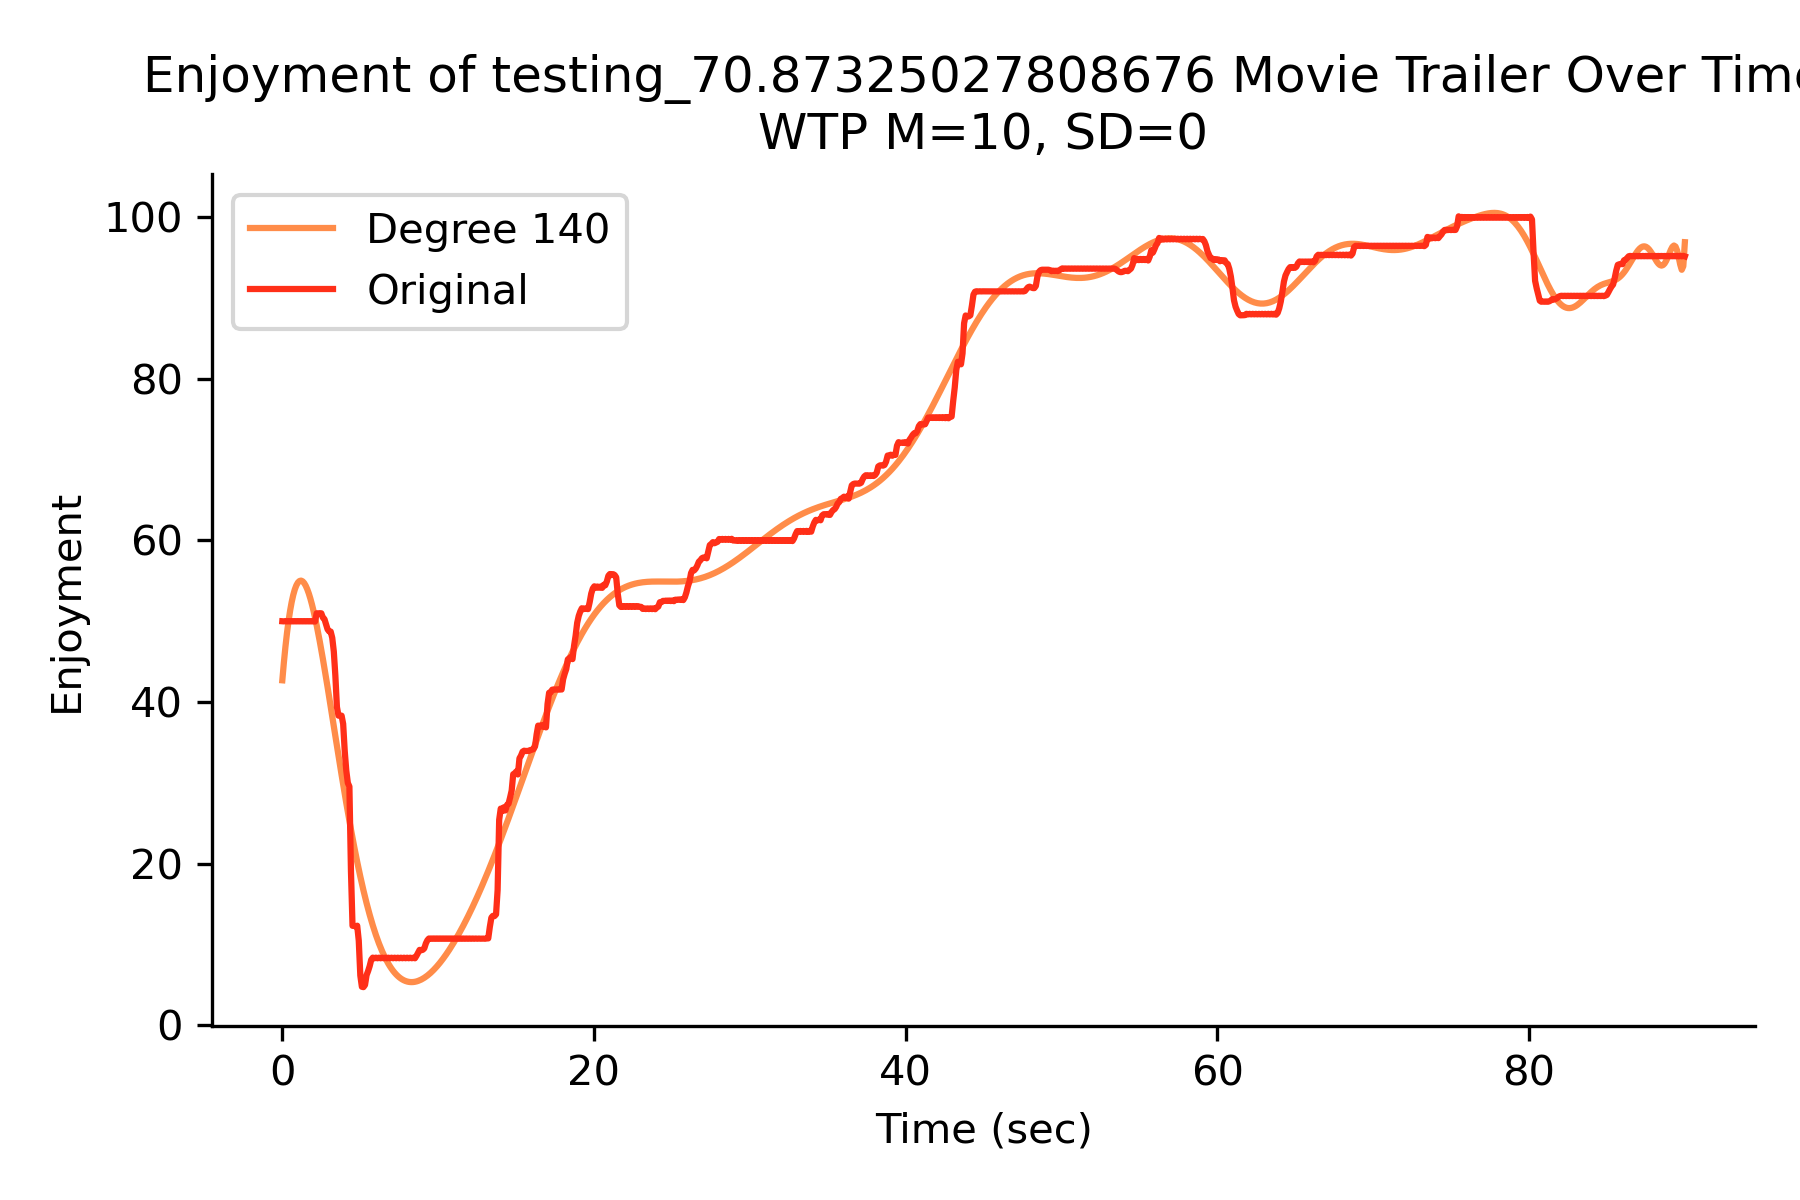 Enjoyment of testing_70.87325027808676 Movie Trailer Over Time
WTP M=10, SD=0
Degree 140
Original
100
80
60
40
20
0
Enjoyment
0 20 40 60 80
Time (sec)